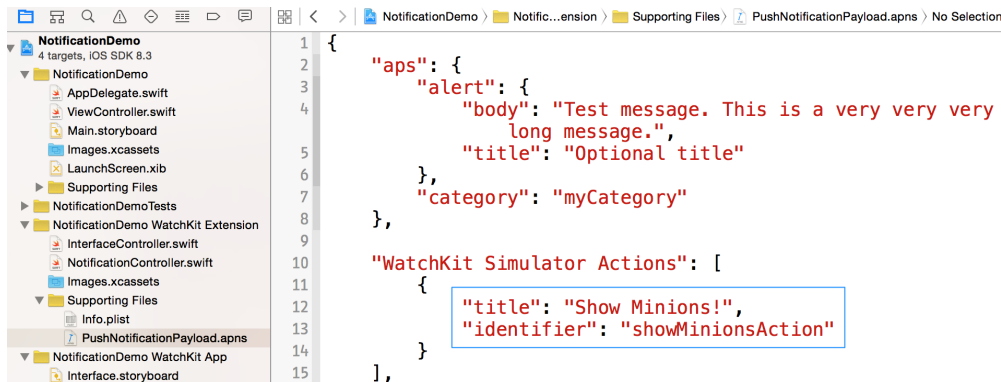 NotificationDemo
4 targets, iOS SDK 8.3
NotificationDemo
AppDelegate.swift
ViewController.swift
Main.storyboard
Images.xcassets
LaunchScreen.xib
Supporting Files
NotificationDemoTests
NotificationDemo WatchKit Extension
InterfaceController.swift
NotificationController.swift
Images.xcassets
Supporting Files
Info.plist
PushNotificationPayload.apns
NotificationDemo WatchKit App
Interface.storyboard
NotificationDemo Notific...ension Supporting Files PushNotificationPayload.apns No Selection
1 {
2 "aps": {
3 "alert": {
4 "body": "Test message. This is a very very very
long message.",
5 "title": "Optional title"
6 },
7 "category": "myCategory"
8 },
9
10 "WatchKit Simulator Actions": [
11 {
12 "title": "Show Minions!",
13 "identifier": "showMinionsAction"
14 }
15 ],